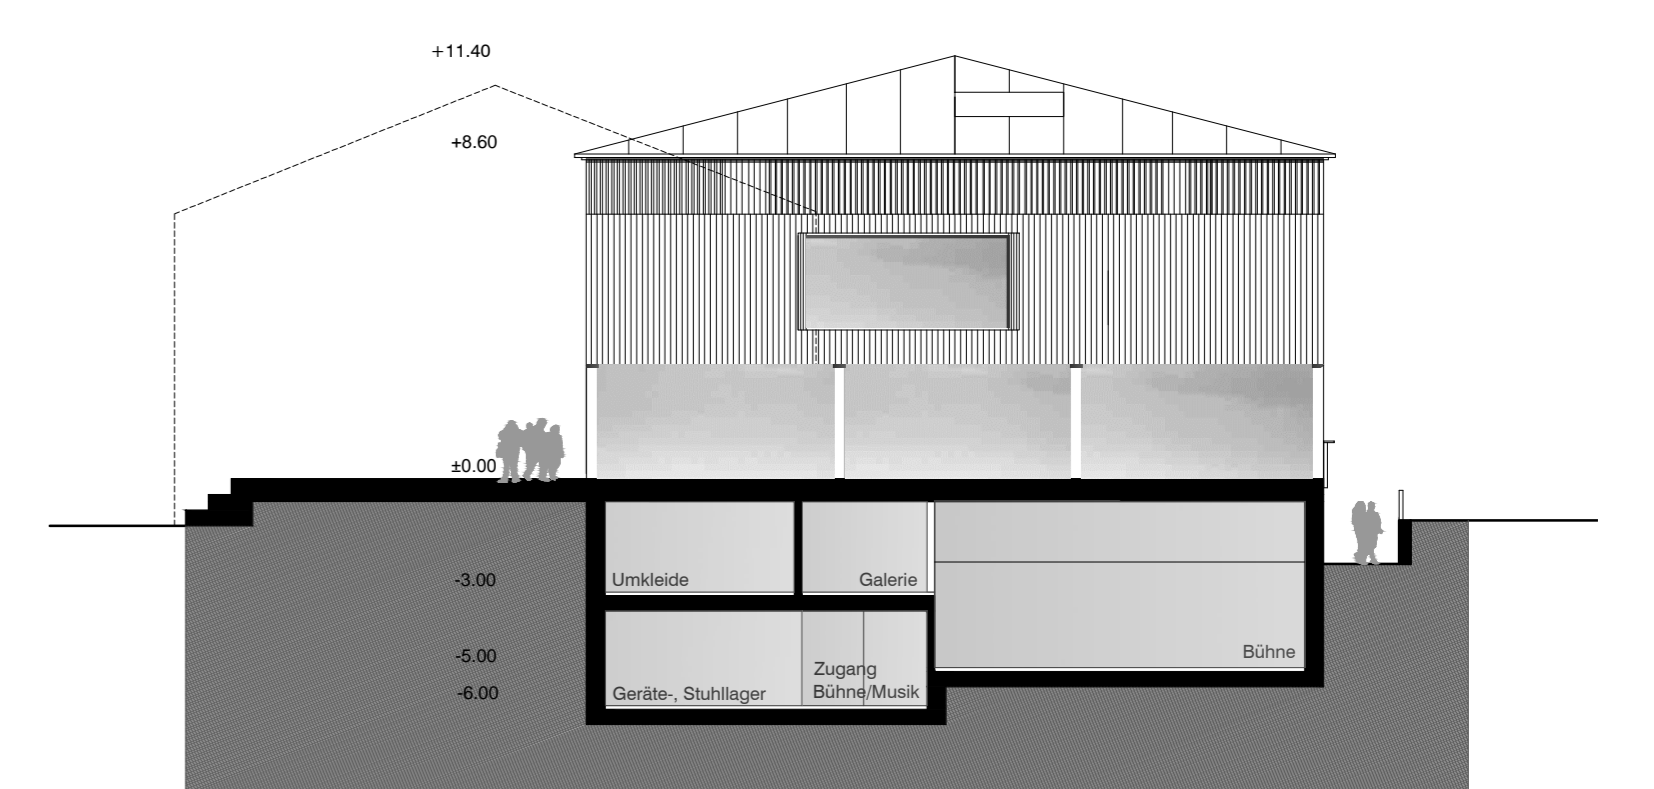 +11.40
+8.60
±0.00
-3.00
Umkleide
Galerie
-5.00
Bühne
Zugang
-6.00
Geräte-, Stuhllager
Bühne/Musik